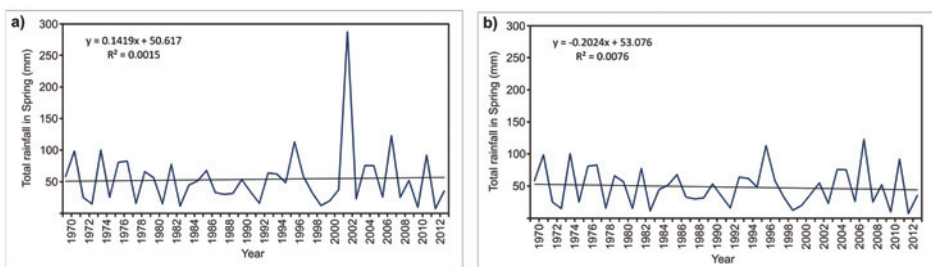 a)
y = 0.1419x + 50.617
R² = 0.0015
Total rainfall in Spring (mm)
300
250
200
150
100
50
1970 1972 1974 1976 1978 1980 1982 1984 1986 1988 1990 1992 1994 1996 1998 2000 2002 2004 2006 2008 2010 2012
Year
b)
y = -0.2024x + 53.076
R² = 0.0076
Total rainfall in Spring (mm)
300
250
200
150
100
50
0
1970 1972 1974 1976 1978 1980 1982 1984 1986 1988 1990 1992 1994 1996 1998 2000 2002 2004 2006 2008 2010 2012
Year